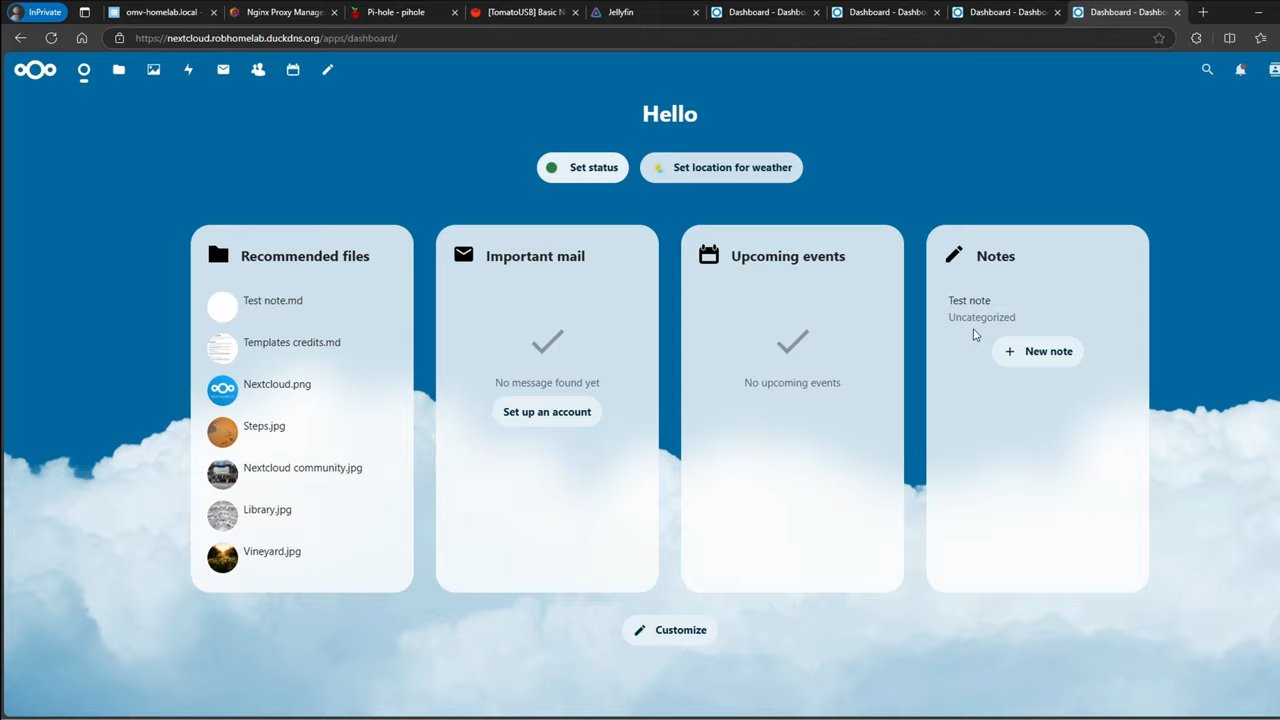 InPrivate
omv-homelab.local -
Nginx Proxy Manage
Pi-hole - pihole
[TomatoUSB] Basic N
Jellyfin
Dashboard - Dashbo
Dashboard - Dashbo
Dashboard - Dashbo
Dashboard - Dashbo
https://nextcloud.robhomelab.duckdns.org/apps/dashboard/
Hello
Set status
Set location for weather
Recommended files
Test note.md
Templates credits.md
Nextcloud.png
Steps.jpg
Nextcloud community.jpg
Library.jpg
Vineyard.jpg
Important mail
No message found yet
Set up an account
Upcoming events
No upcoming events
Notes
Test note
Uncategorized
New note
Customize